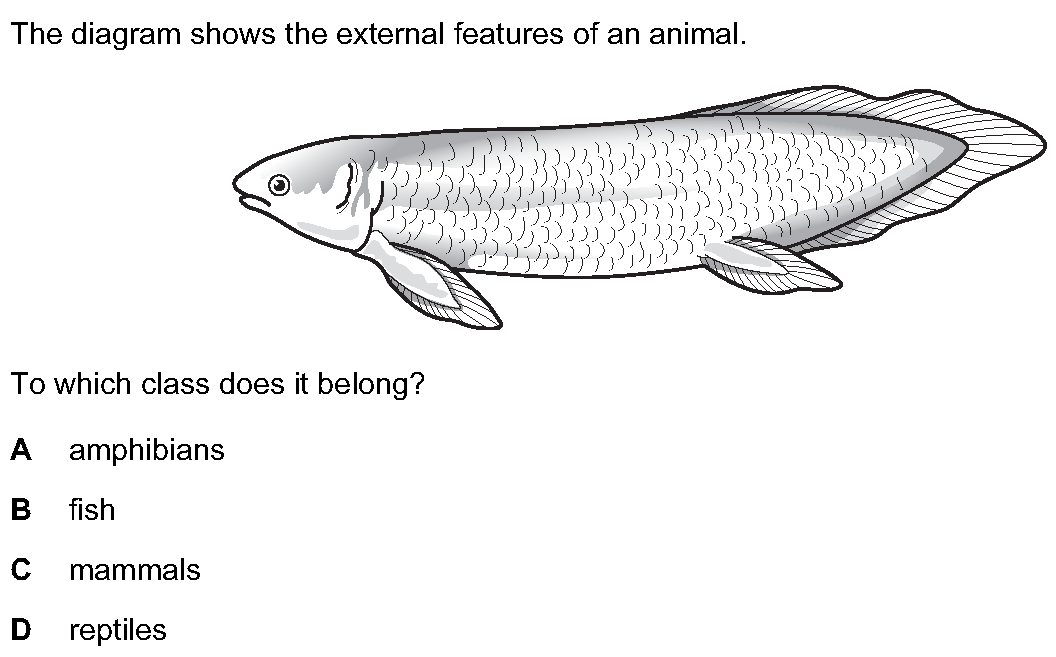 The diagram shows the external features of an animal.
To which class does it belong?
A amphibians
B fish
C mammals
D reptiles